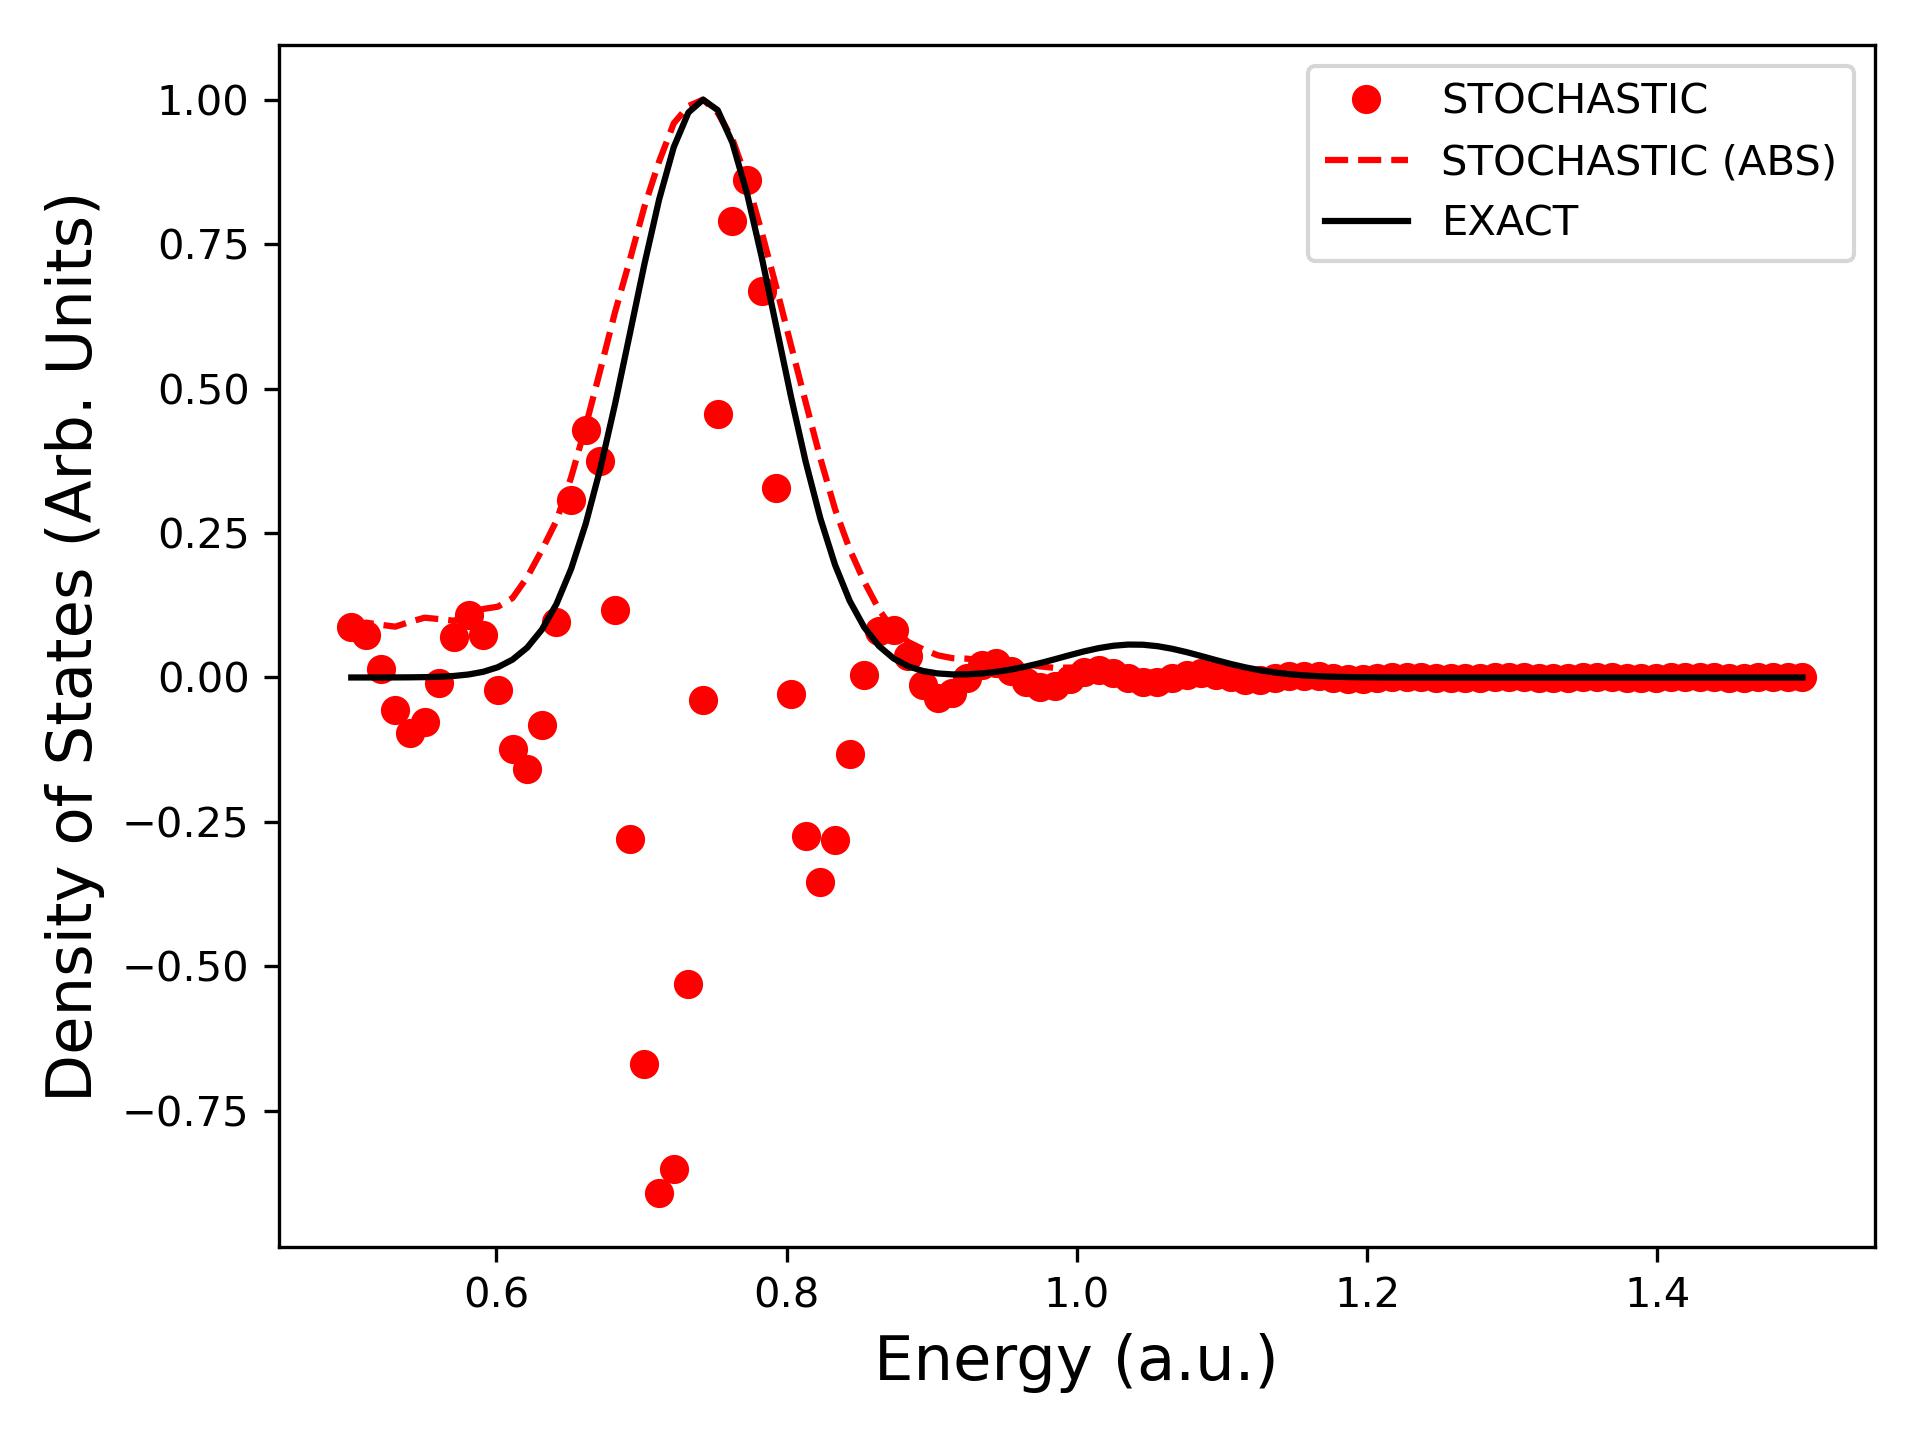 STOCHASTIC
STOCHASTIC (ABS)
EXACT
Density of States (Arb. Units)
1.00
0.75
0.50
0.25
0.00
−0.25
−0.50
−0.75
0.6 0.8 1.0 1.2 1.4
Energy (a.u.)